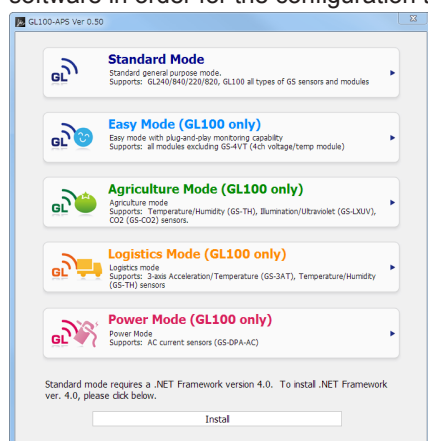 software in order for the configuration
GL100-APS Ver 0.50
Standard Mode
Standard general purpose mode.
Supports: GL240/840/220/820, GL100 all types of GS sensors and modules
GL
Easy Mode (GL100 only)
Easy mode with plug-and-play monitoring capability
Supports: all modules excluding GS-4VT (4ch voltage/temp module)
GL
Agriculture Mode (GL100 only)
Agriculture mode
Supports: Temperature/Humidity (GS-TH), Illumination/Ultraviolet (GS-LXUV),
CO2 (GS-CO2) sensors.
GL
Logistics Mode (GL100 only)
Logistics mode
Supports: 3-axis Acceleration/Temperature (GS-3AT), Temperature/Humidity
(GS-TH) sensors
GL
Power Mode (GL100 only)
Power Mode
Supports: AC current sensors (GS-DPA-AC)
GL
Standard mode requires a .NET Framework version 4.0. To install .NET Framework
ver. 4.0, please click below.
Install